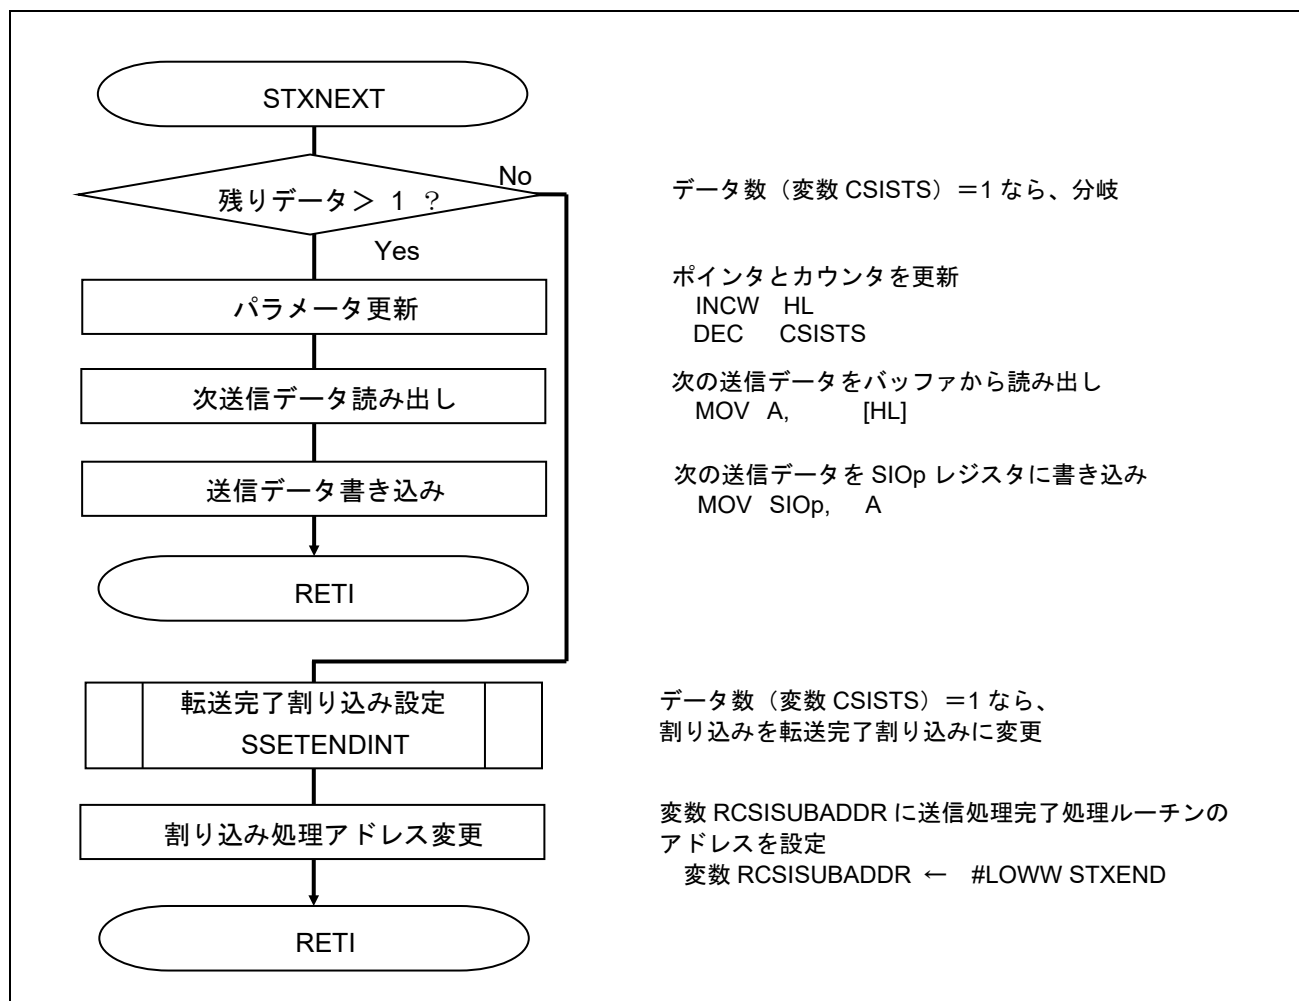 STXNEXT
No
残りデータ＞ 1 ？
データ数（変数 CSISTS）＝1 なら、分岐
Yes
パラメータ更新
ポインタとカウンタを更新
INCW HL
DEC CSISTS
次送信データ読み出し
次の送信データをバッファから読み出し
MOV A, [HL]
送信データ書き込み
次の送信データを SIOp レジスタに書き込み
MOV SIOp, A
RETI
転送完了割り込み設定
SSETENDINT
データ数（変数 CSISTS）＝1 なら、
割り込みを転送完了割り込みに変更
割り込み処理アドレス変更
変数 RCSISUBADDR に送信処理完了処理ルーチンの
アドレスを設定
変数 RCSISUBADDR ← #LOWW STXEND
RETI